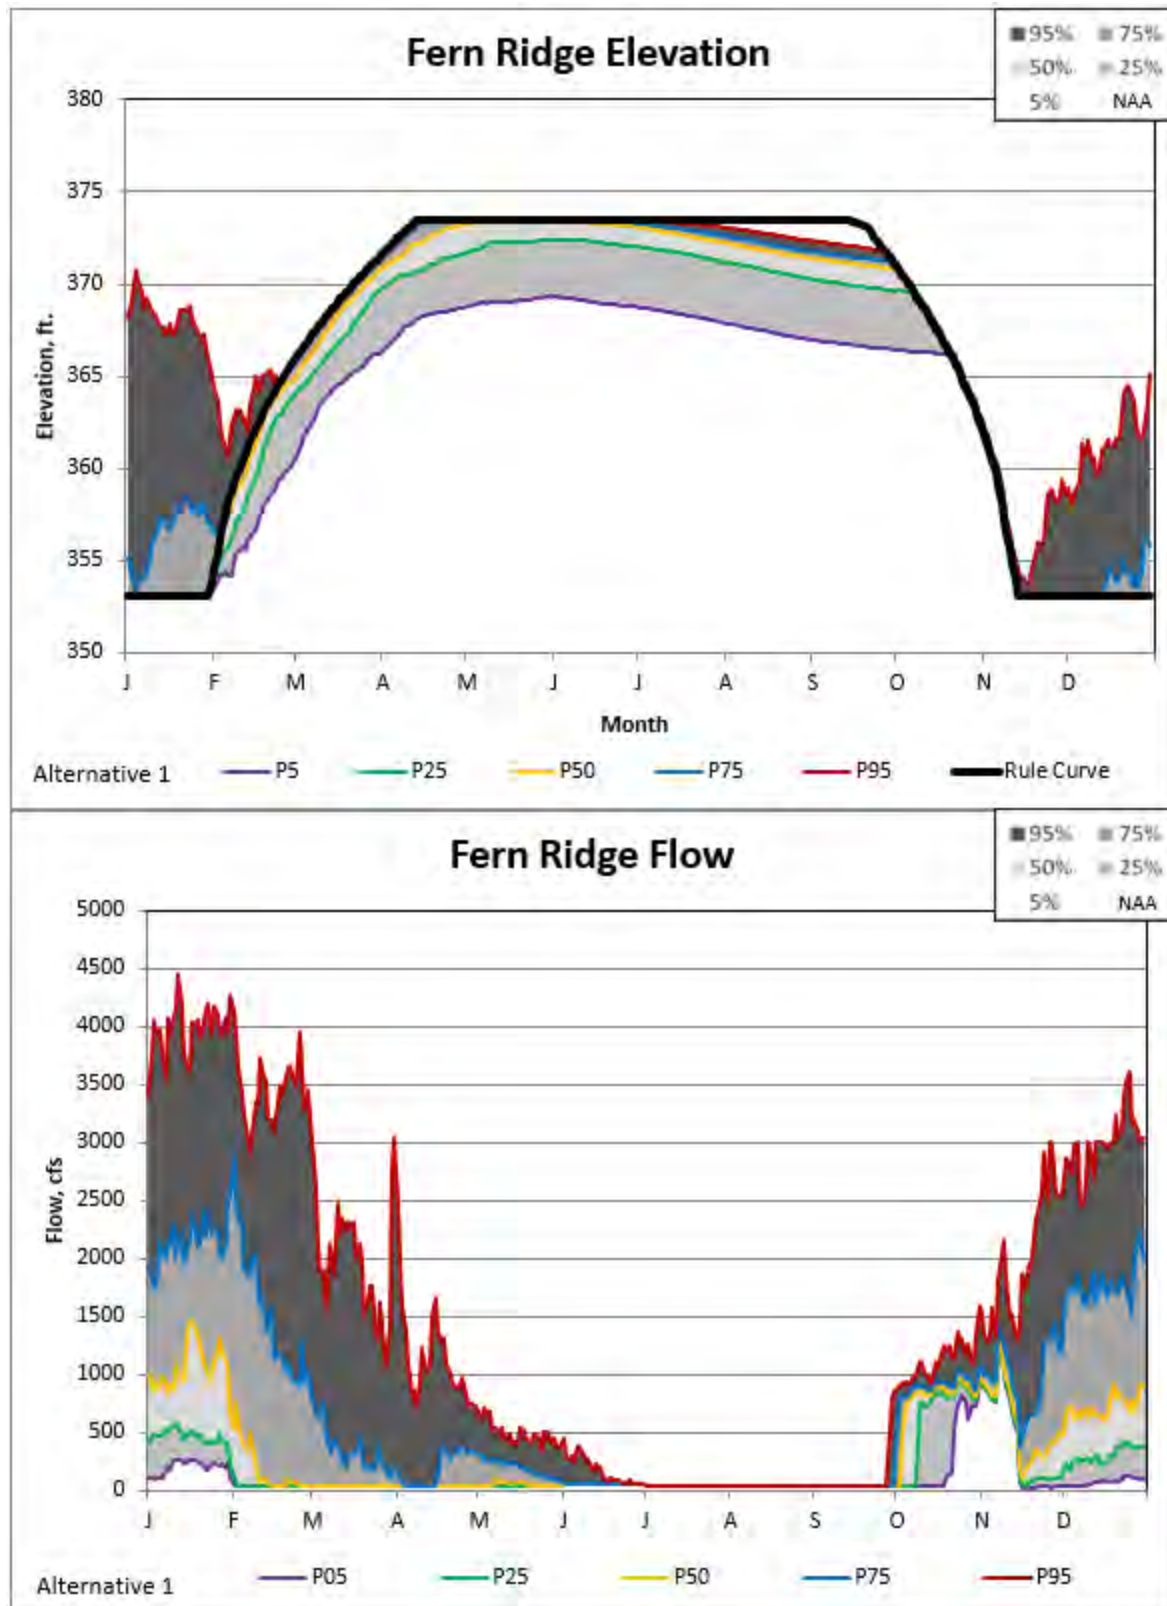 Fern Ridge Elevation
95% 75%
50% 25%
5% NAA
380
375
370
365
360
355
350
Elevation, ft.
J F M A M J J A S O N D
Month
Alternative 1 P5 P25 P50 P75 P95 Rule Curve
Fern Ridge Flow
95% 75%
50% 25%
5% NAA
5000
4500
4000
3500
3000
2500
2000
1500
1000
500
0
Flow, cfs
J F M A M J J A S O N D
Alternative 1 P05 P25 P50 P75 P95